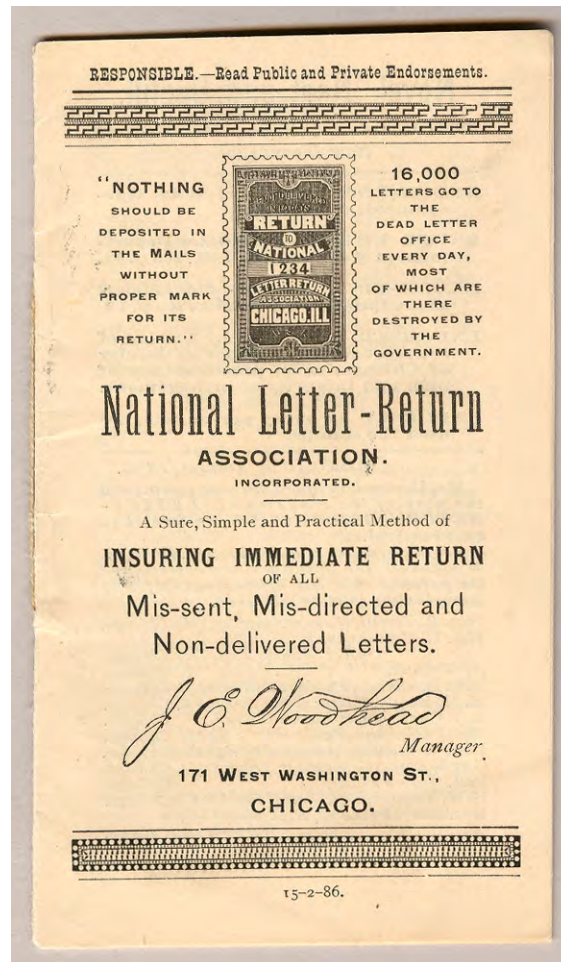 RESPONSIBLE.—Read Public and Private Endorsements.
"NOTHING
SHOULD BE
DEPOSITED IN
THE MAILS
WITHOUT
PROPER MARK
FOR ITS
RETURN."
RETURN
TO
NATIONAL
1234
LETTER RETURN
ASSOCIATION
CHICAGO.ILL
16,000
LETTERS GO TO
THE
DEAD LETTER
OFFICE
EVERY DAY,
MOST
OF WHICH ARE
THERE
DESTROYED BY
THE
GOVERNMENT.
National Letter-Return
ASSOCIATION.
INCORPORATED.
A Sure, Simple and Practical Method of
INSURING IMMEDIATE RETURN
OF ALL
Mis-sent, Mis-directed and
Non-delivered Letters.
J. E. Woodhead
Manager
171 WEST WASHINGTON ST.,
CHICAGO.
15-2-86.